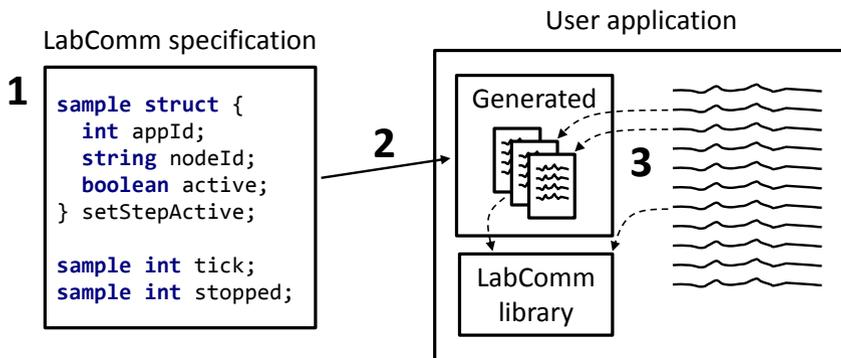 LabComm specification
1
sample struct {
int appId;
string nodeId;
boolean active;
} setStepActive;
sample int tick;
sample int stopped;
2
User application
Generated
3
LabComm
library